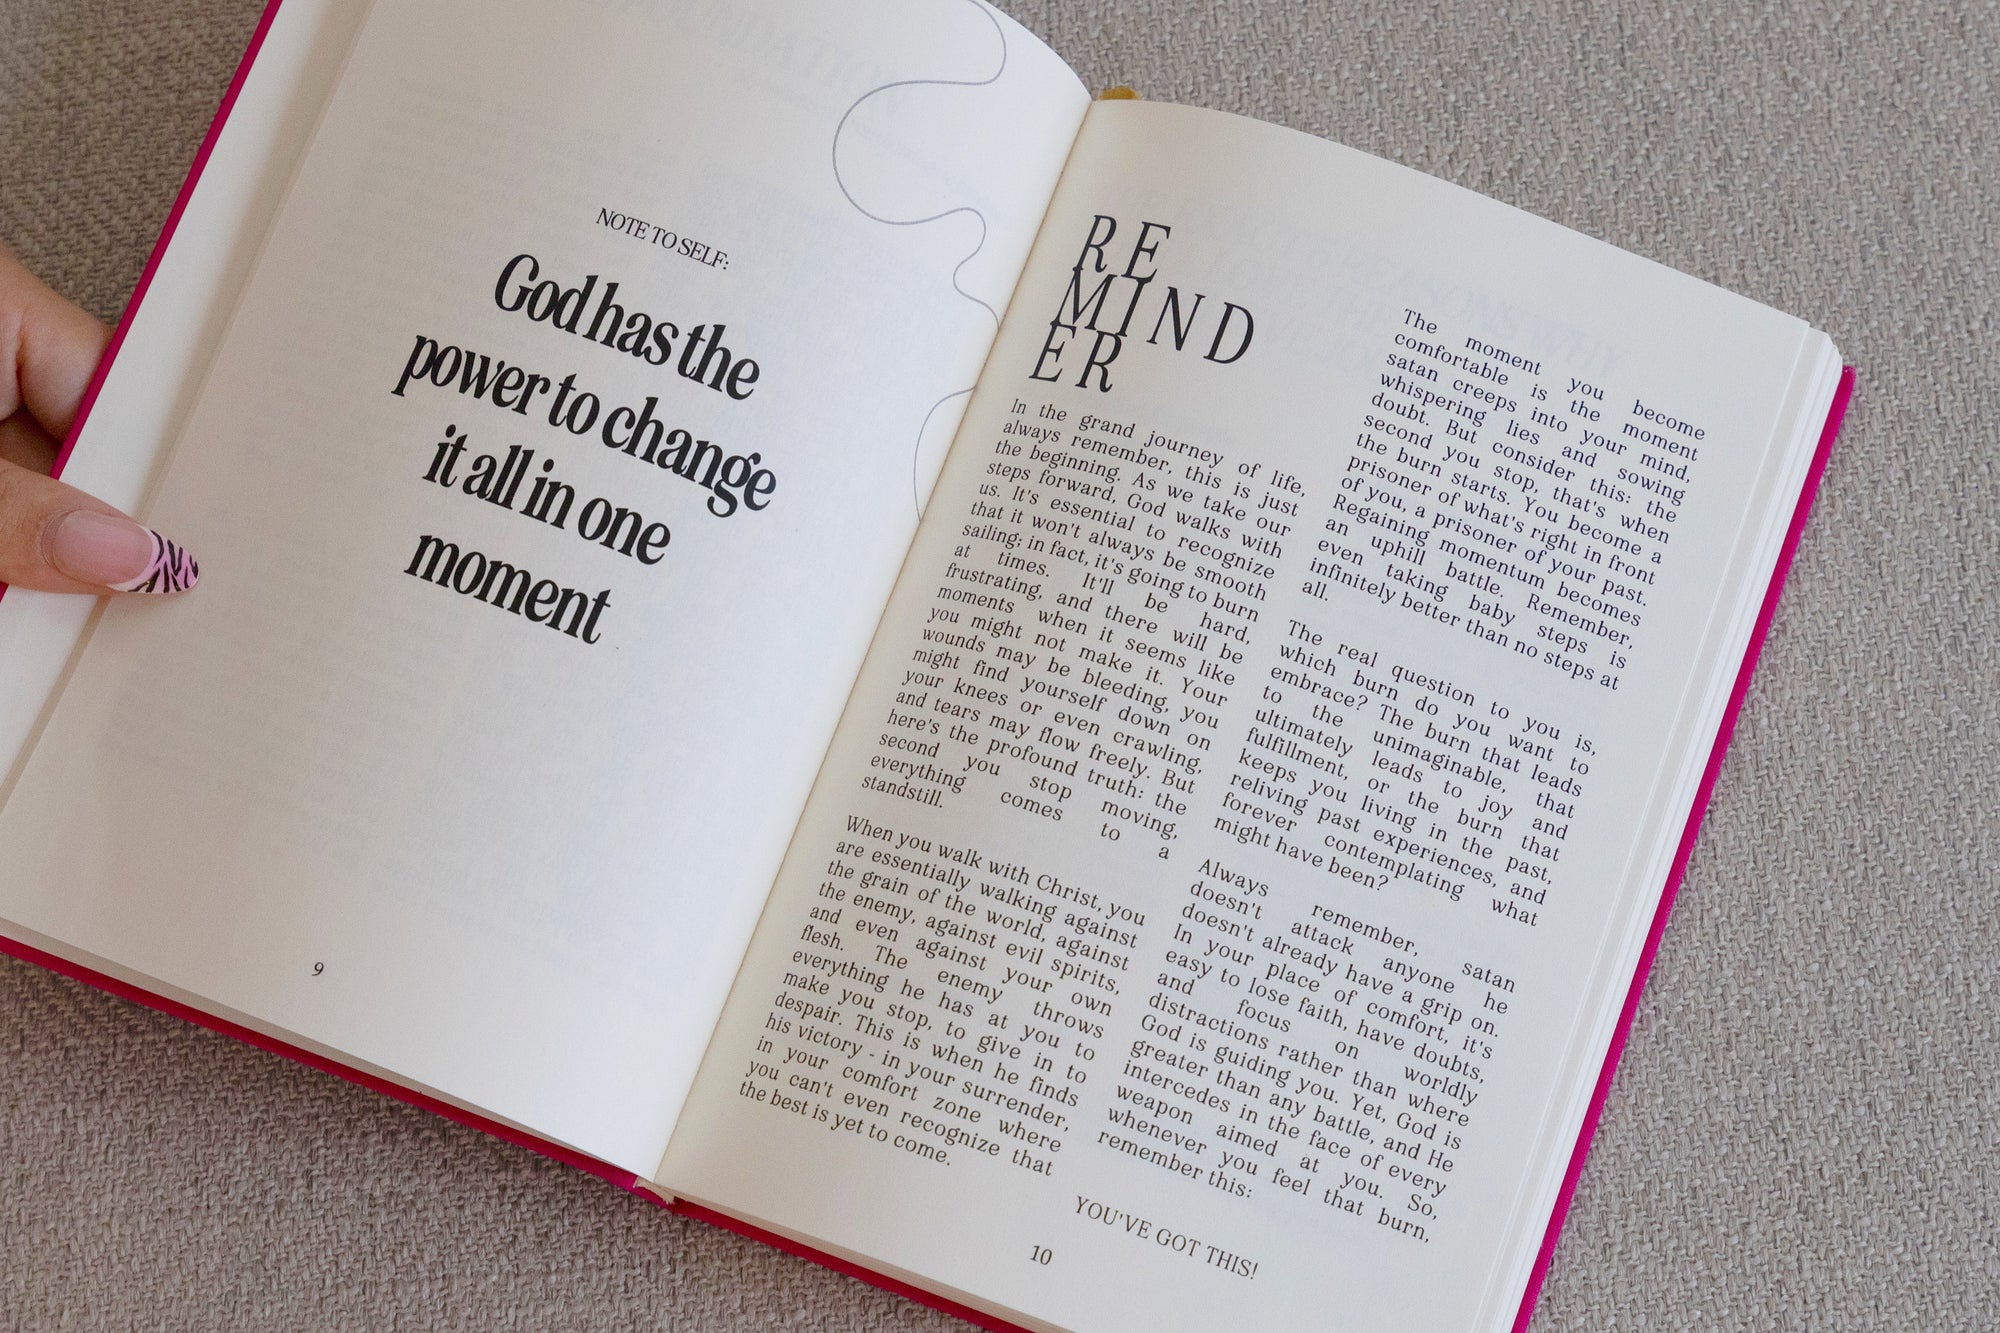 NOTE TO SELF:
God has the
power to change
it all in one
moment
9
RE
MIND
ER
In the grand journey of life,
always remember, this is just
the beginning. As we take our
steps forward, God walks with
us. It's essential to recognize
that it won't always be smooth
sailing; in fact, it's going to burn
at times. It'll be hard,
frustrating, and there will be
moments when it seems like
you might not make it. Your
wounds may be bleeding, you
might find yourself down on
your knees or even crawling,
and tears may flow freely. But
here's the profound truth: the
second you stop moving,
everything comes to a
standstill.
When you walk with Christ, you
are essentially walking against
the grain of the world, against
the enemy, against evil spirits,
and even against your own
flesh. The enemy throws
everything he has at you to
make you stop, to give in to
despair. This is when he finds
his victory - in your surrender,
in your comfort zone where
you can't even recognize that
the best is yet to come.
The moment you become
comfortable is the moment
satan creeps into your mind,
whispering lies and sowing
doubt. But consider this: the
second you stop, that's when
the burn starts. You become a
prisoner of what's right in front
of you, a prisoner of your past.
Regaining momentum becomes
an uphill battle. Remember,
even taking baby steps is
infinitely better than no steps at
all.
The real question to you is,
which burn do you want to
embrace? The burn that leads
to the unimaginable, that
ultimately leads to joy and
fulfillment, or the burn that
keeps you living in the past,
reliving past experiences, and
forever contemplating what
might have been?
Always remember, satan
doesn't attack anyone he
doesn't already have a grip on.
In your place of comfort, it's
easy to lose faith, have doubts,
and focus on worldly
distractions rather than where
God is guiding you. Yet, God is
greater than any battle, and He
intercedes in the face of every
weapon aimed at you. So,
whenever you feel that burn,
remember this:
YOU'VE GOT THIS!
10